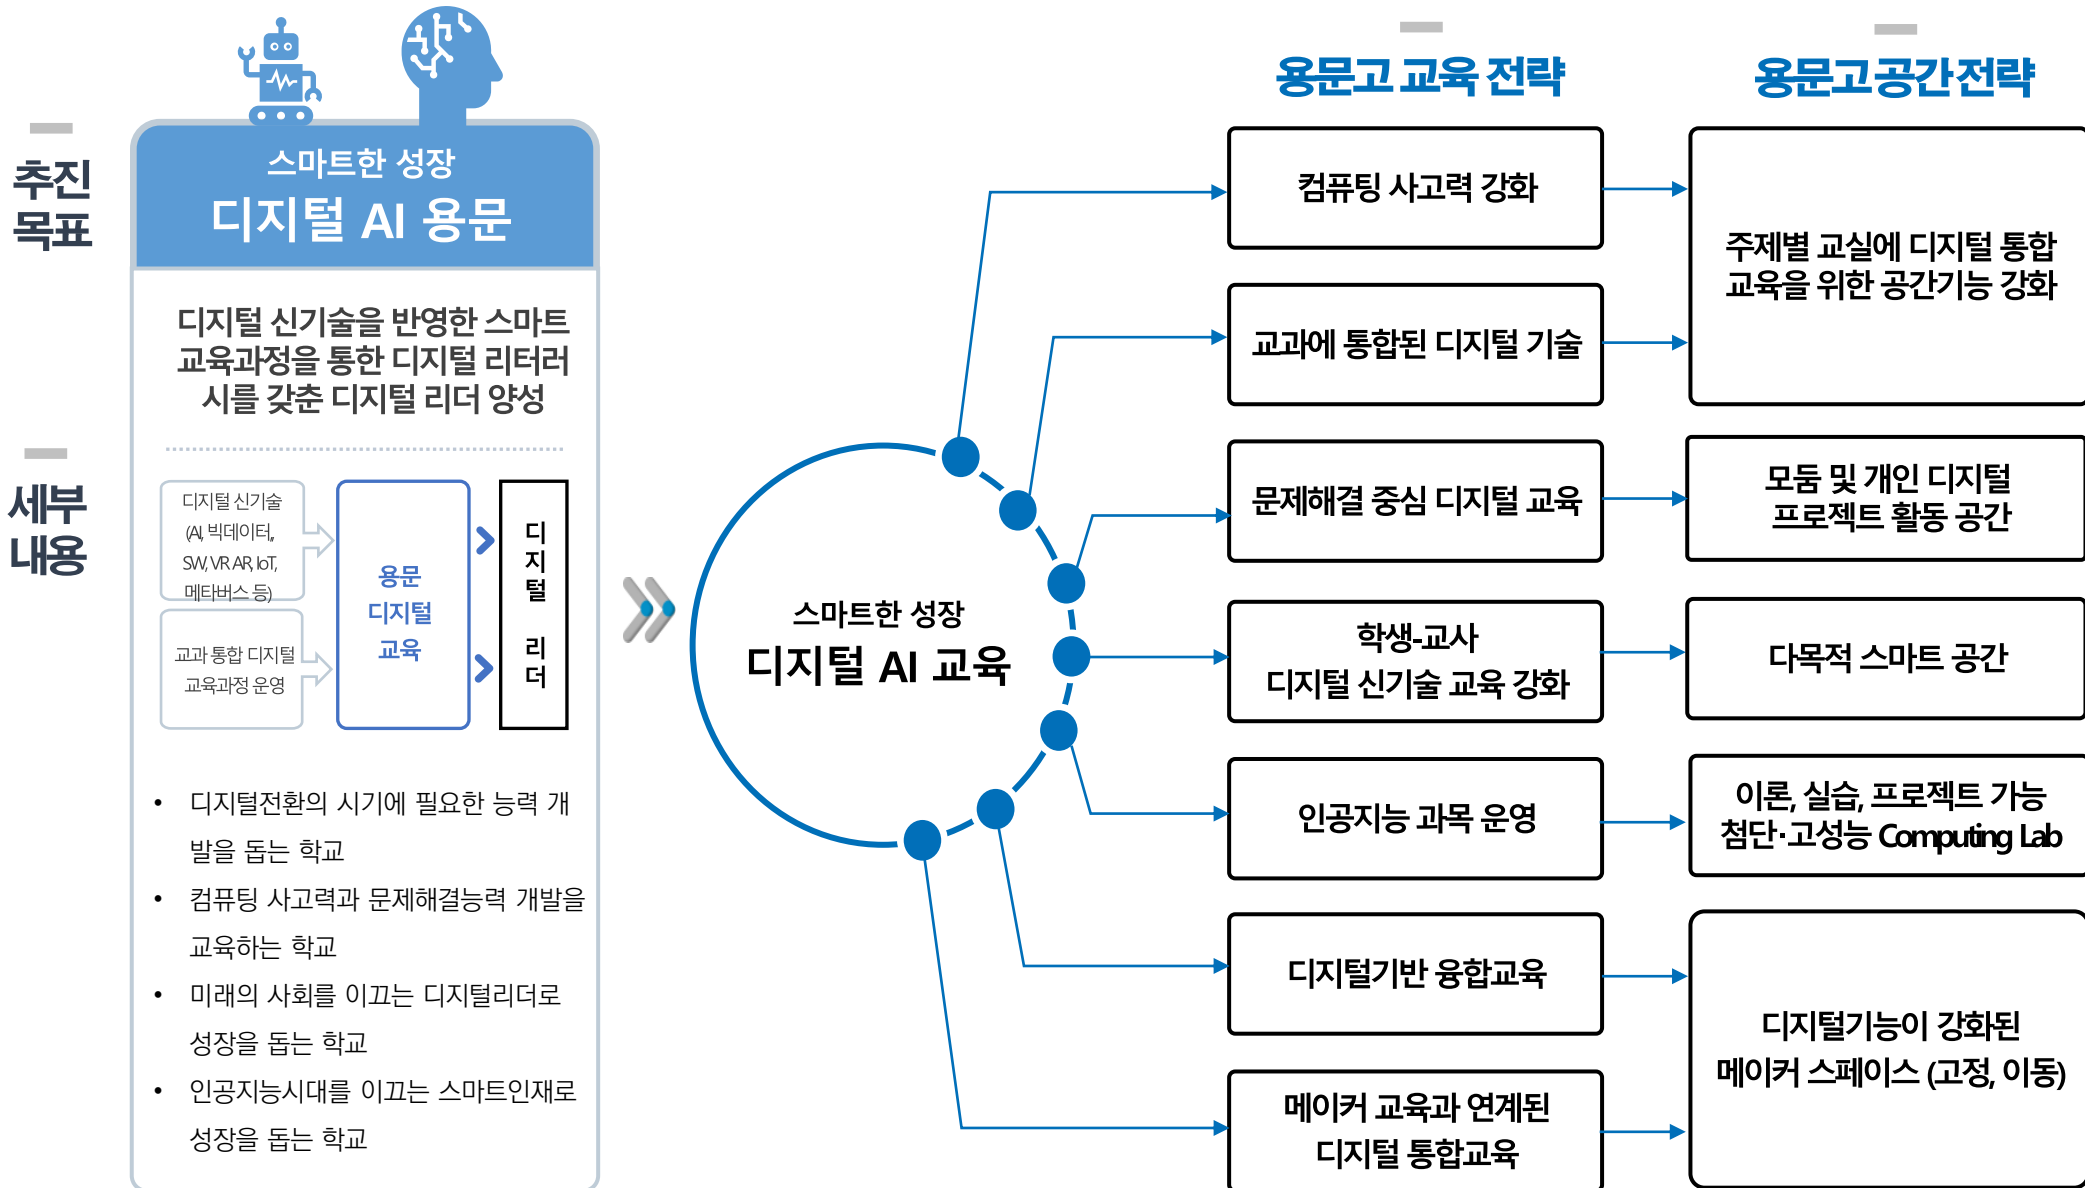 추진
목표
스마트한 성장
디지털 AI 용문
디지털 신기술을 반영한 스마트
교육과정을 통한 디지털 리터러
시를 갖춘 디지털 리더 양성
세부
내용
디지털 신기술
(AI, 빅데이터,,
SW, VR AR, IoT,
메타버스 등)
교과 통합 디지털
교육과정 운영
용문
디지털
교육
디
지
털
리
더
• 디지털전환의 시기에 필요한 능력 개
발을 돕는 학교
• 컴퓨팅 사고력과 문제해결능력 개발을
교육하는 학교
• 미래의 사회를 이끄는 디지털리더로
성장을 돕는 학교
• 인공지능시대를 이끄는 스마트인재로
성장을 돕는 학교
스마트한 성장
디지털 AI 교육
용문고 교육 전략
컴퓨팅 사고력 강화
교과에 통합된 디지털 기술
문제해결 중심 디지털 교육
학생-교사
디지털 신기술 교육 강화
인공지능 과목 운영
디지털기반 융합교육
메이커 교육과 연계된
디지털 통합교육
용문고 공간 전략
주제별 교실에 디지털 통합
교육을 위한 공간기능 강화
모둠 및 개인 디지털
프로젝트 활동 공간
다목적 스마트 공간
이론, 실습, 프로젝트 가능
첨단·고성능 Computing Lab
디지털기능이 강화된
메이커 스페이스 (고정, 이동)